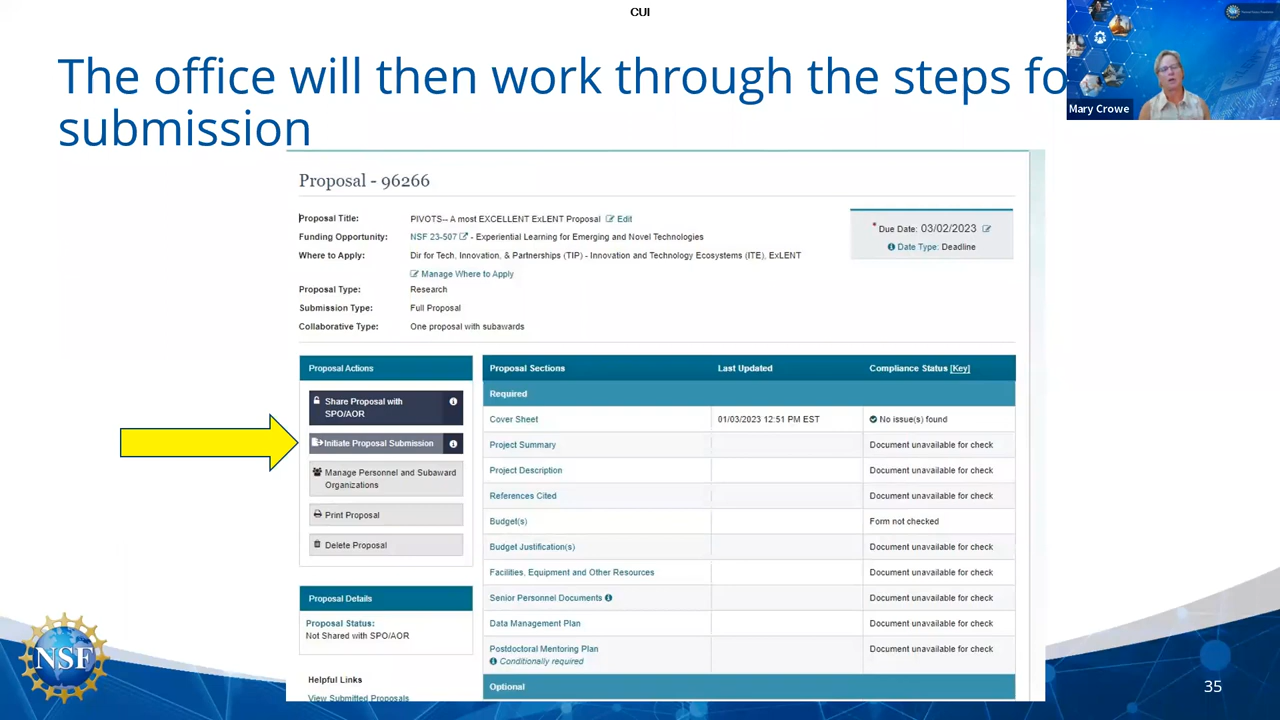 CUI
The office will then work through the steps fo
submission
Mary Crowe
Proposal - 96266
Proposal Title: PIVOTS-- A most EXCELLENT ExLENT Proposal Edit
Funding Opportunity: NSF 23-507 - Experiential Learning for Emerging and Novel Technologies
Where to Apply: Dir for Tech, Innovation, & Partnerships (TIP) - Innovation and Technology Ecosystems (ITE), ExLENT
Manage Where to Apply
Proposal Type: Research
Submission Type: Full Proposal
Collaborative Type: One proposal with subawards
* Due Date: 03/02/2023
Date Type: Deadline
Proposal Actions
Share Proposal with
SPO/AOR
Initiate Proposal Submission
Manage Personnel and Subaward
Organizations
Print Proposal
Delete Proposal
Proposal Details
Proposal Status:
Not Shared with SPO/AOR
Helpful Links
View Submitted Proposals
Proposal Sections Last Updated Compliance Status [Key]
Required
Cover Sheet 01/03/2023 12:51 PM EST No issue(s) found
Project Summary Document unavailable for check
Project Description Document unavailable for check
References Cited Document unavailable for check
Budget(s) Form not checked
Budget Justification(s) Document unavailable for check
Facilities, Equipment and Other Resources Document unavailable for check
Senior Personnel Documents Document unavailable for check
Data Management Plan Document unavailable for check
Postdoctoral Mentoring Plan Document unavailable for check
Conditionally required
Optional
NSF
35